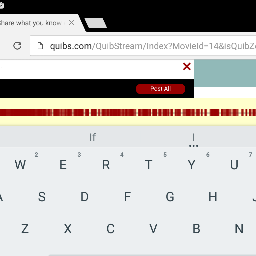 Share what you know
quibs.com/QuibStream/Index?MovieId=14&isQuibZ
Post All
If
I
W 2 E 3 R 4 T 5 Y 6 U 7
A S D F G H
Z X C V B N